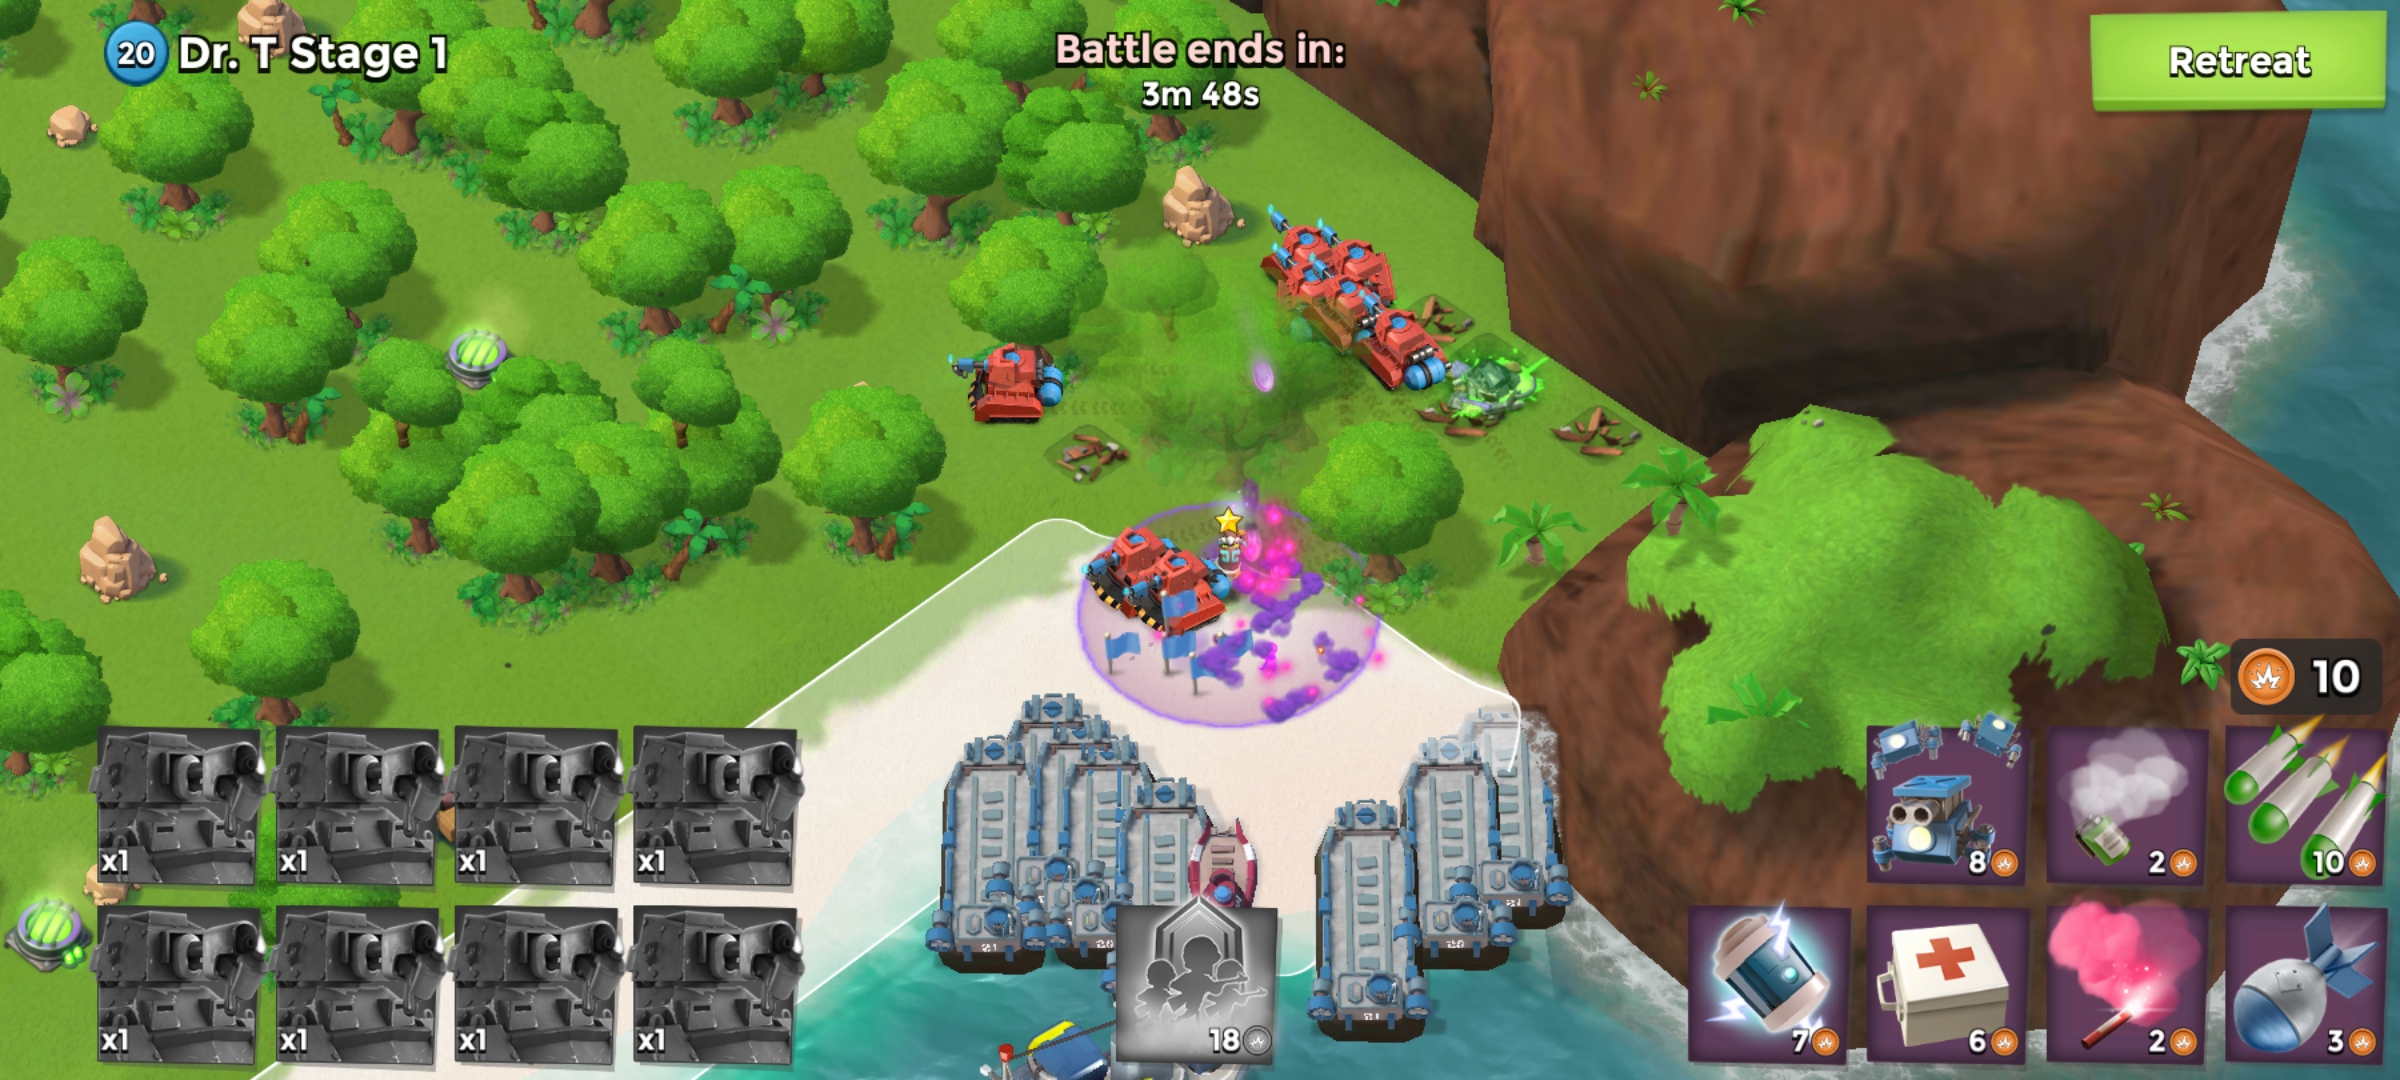 20 Dr. T Stage 1
Battle ends in:
3m 48s
Retreat
10
x1 x1 x1 x1
8 2 10
x1 x1 x1 x1
18
7 6 2 3